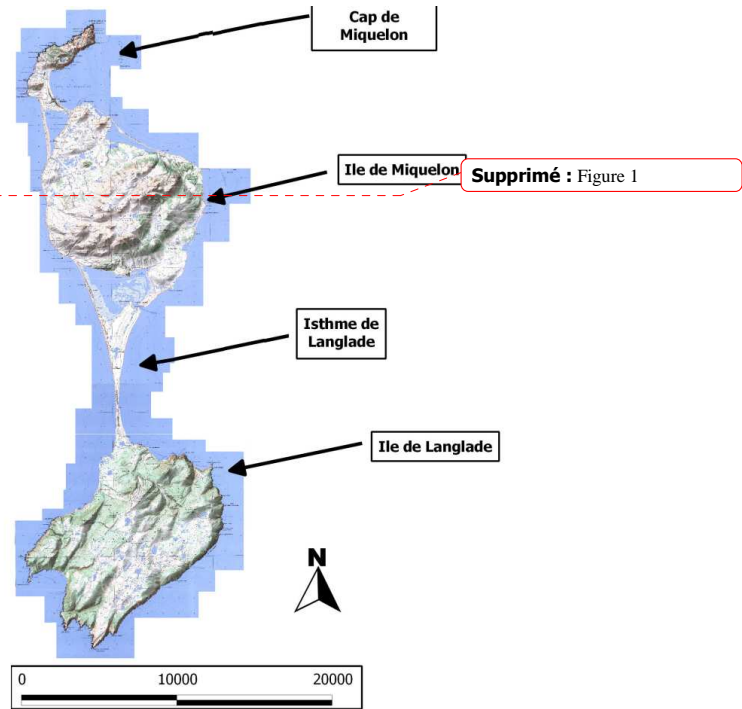 Cap de
Miquelon
Ile de Miquelon
Supprimé : Figure 1
Isthme de
Langlade
Ile de Langlade
N
0 10000 20000